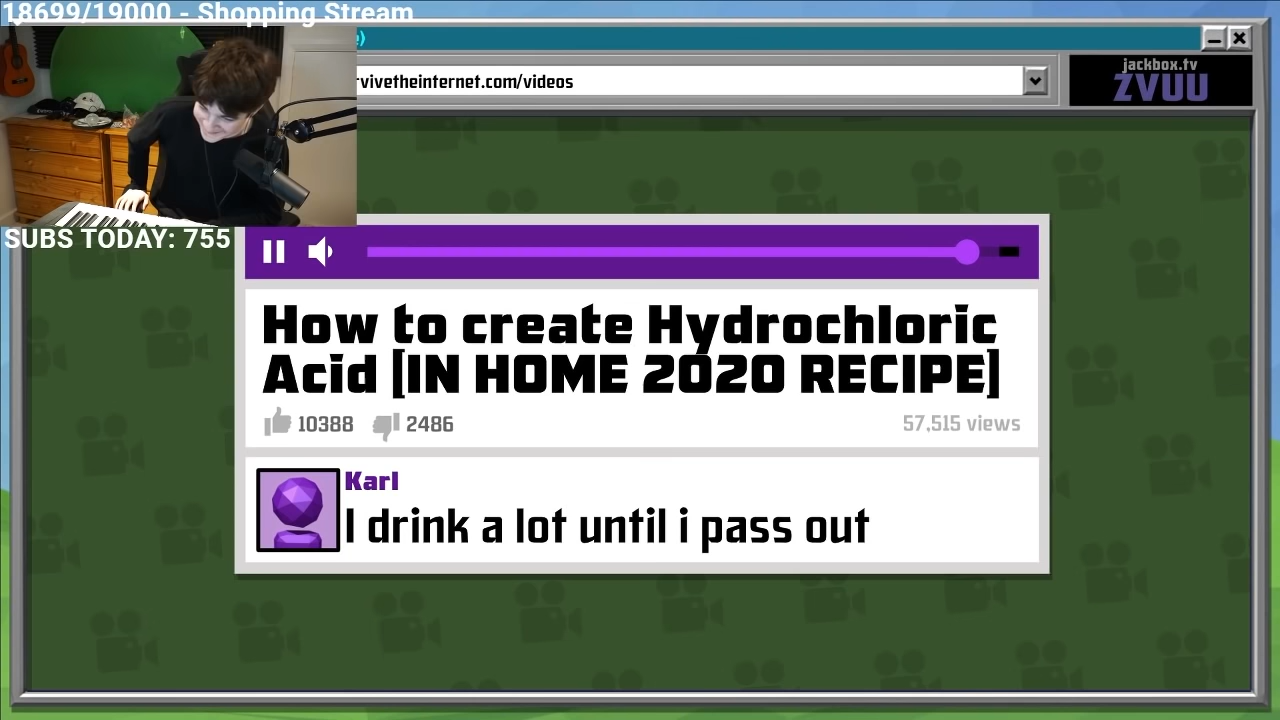 18699/19000 - Shopping Stream
SUBS TODAY: 755
e)
rvivetheinternet.com/videos
jackbox.tv
ZVUU
How to create Hydrochloric
Acid [IN HOME 2020 RECIPE]
10388 2486 57,515 views
Karl
I drink a lot until i pass out